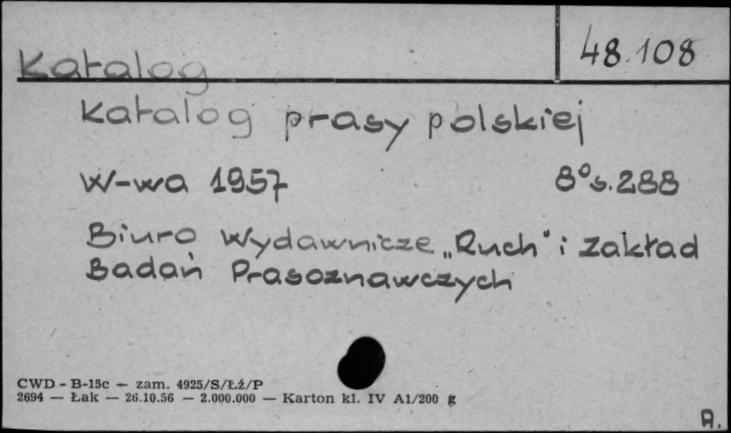 Katalog
48.108
Katalog prasy polskiej
W-wa 1957 8° s. 288
Biuro Wydawnicze „Ruch" i Zakład
Badań Prasoznawczych
CWD - B-15c — zam. 4925/S/Łź/P
2694 — Łak — 26.10.56 — 2.000.000 — Karton kl. IV A1/200 g
A.